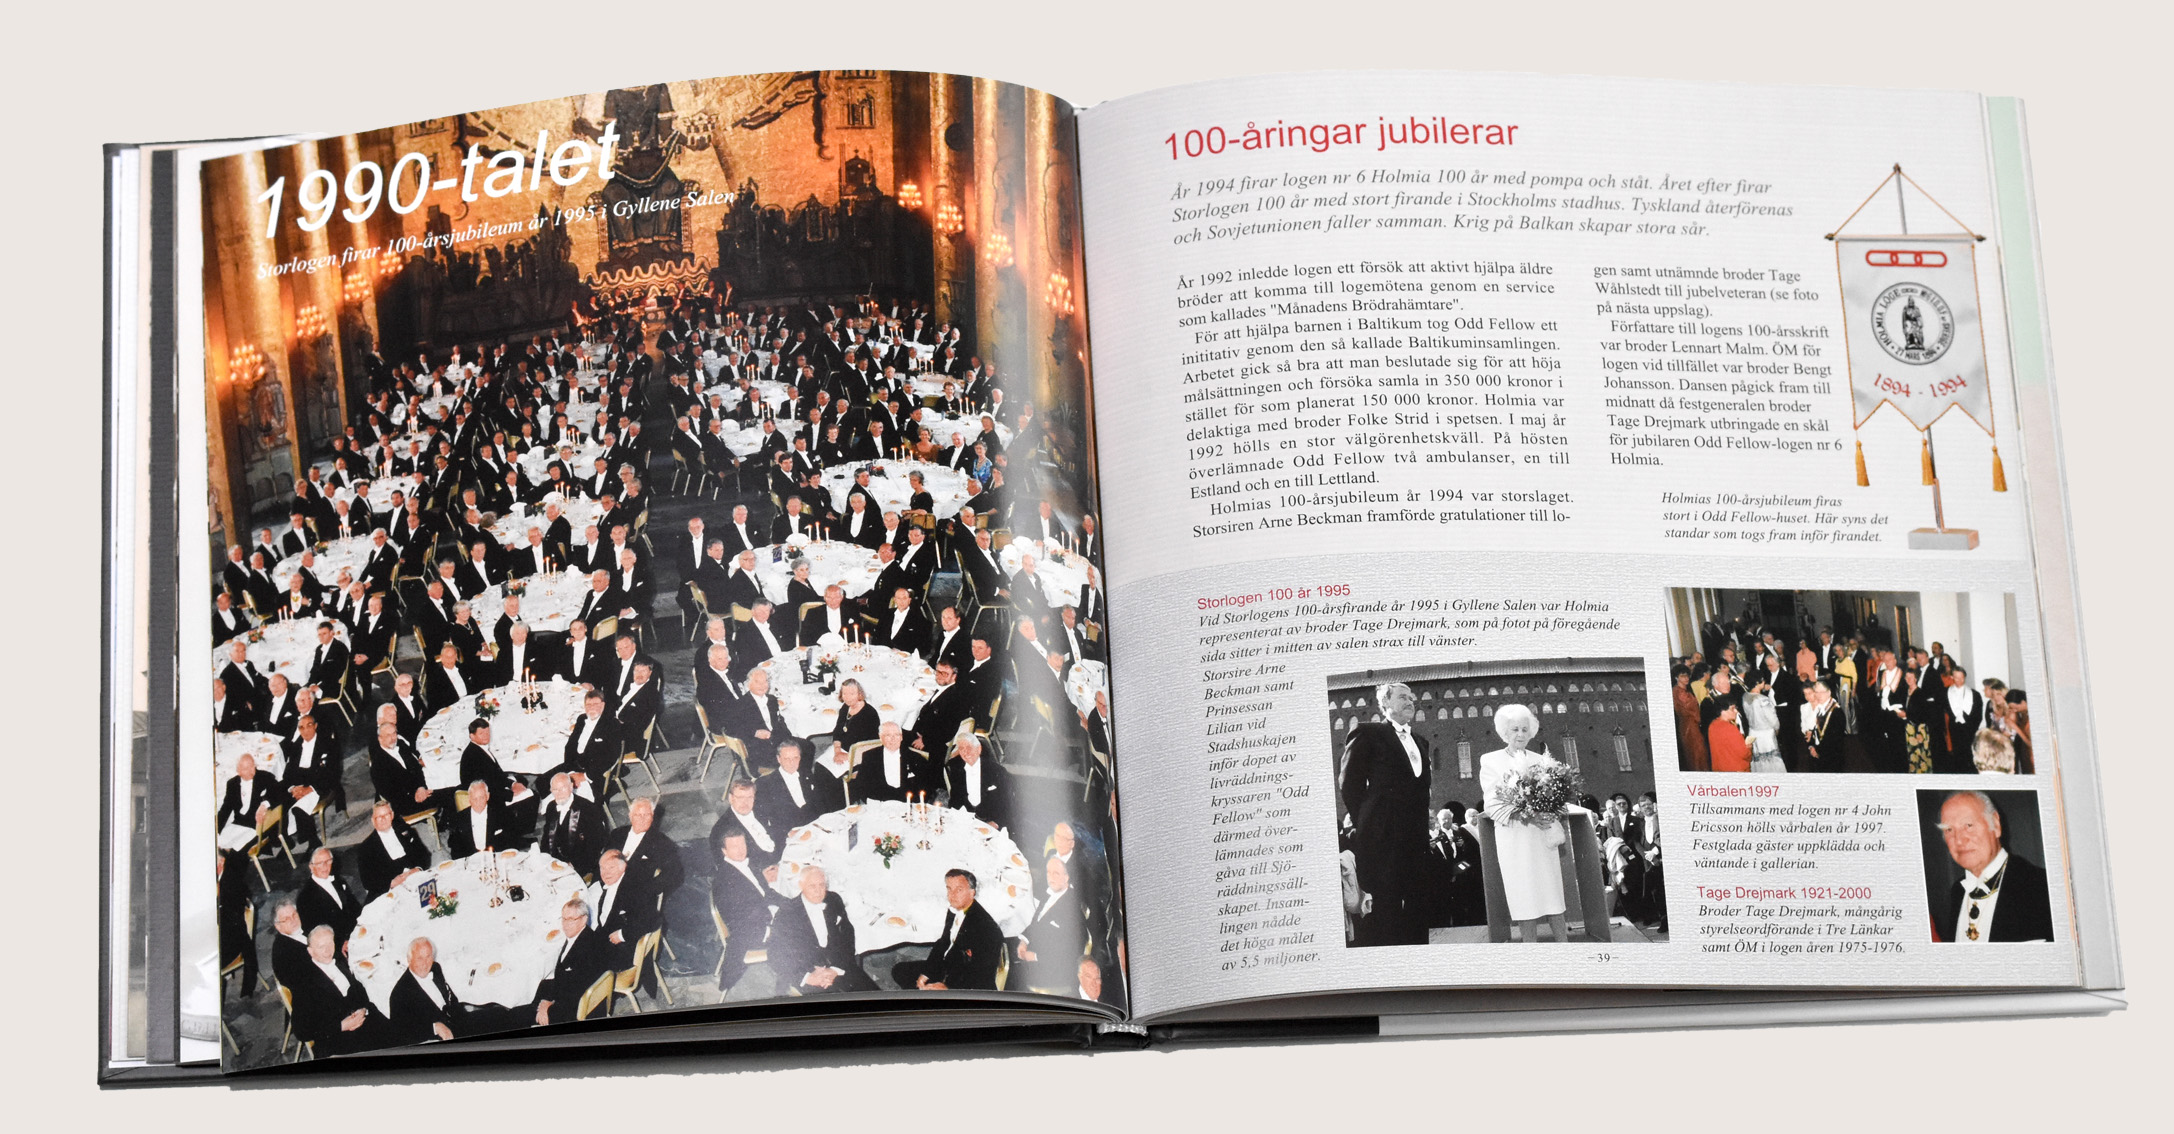 1990-talet
Storlogen firar 100-årsjubileum år 1995 i Gyllene Salen
29
100-åringar jubilerar
År 1994 firar logen nr 6 Holmia 100 år med pompa och ståt. Året efter firar
Storlogen 100 år med stort firande i Stockholms stadhus. Tyskland återförenas
och Sovjetunionen faller samman. Krig på Balkan skapar stora sår.
År 1992 inledde logen ett försök att aktivt hjälpa äldre
bröder att komma till logemötena genom en service
som kallades "Månadens Brödrahämtare".
För att hjälpa barnen i Baltikum tog Odd Fellow ett
inititativ genom den så kallade Baltikuminsamlingen.
Arbetet gick så bra att man beslutade sig för att höja
målsättningen och försöka samla in 350 000 kronor i
stället för som planerat 150 000 kronor. Holmia var
delaktiga med broder Folke Strid i spetsen. I maj år
1992 hölls en stor välgörenhetskväll. På hösten
överlämnade Odd Fellow två ambulanser, en till
Estland och en till Lettland.
Holmias 100-årsjubileum år 1994 var storslaget.
Storsiren Arne Beckman framförde gratulationer till lo-
gen samt utnämnde broder Tage
Wåhlstedt till jubelveteran (se foto
på nästa uppslag).
Författare till logens 100-årsskrift
var broder Lennart Malm. ÖM för
logen vid tillfället var broder Bengt
Johansson. Dansen pågick fram till
midnatt då festgeneralen broder
Tage Drejmark utbringade en skål
för jubilaren Odd Fellow-logen nr 6
Holmia.
1894 - 1994
Holmias 100-årsjubileum firas
stort i Odd Fellow-huset. Här syns det
standar som togs fram inför firandet.
Storlogen 100 år 1995
Vid Storlogens 100-årsfirande år 1995 i Gyllene Salen var Holmia
representerat av broder Tage Drejmark, som på fotot på föregående
sida sitter i mitten av salen strax till vänster.
Storsire Arne
Beckman samt
Prinsessan
Lilian vid
Stadshuskajen
inför dopet av
livräddnings-
kryssaren "Odd
Fellow" som
därmed över-
lämnades som
gåva till Sjö-
räddningssäll-
skapet. Insam-
lingen nådde
det höga målet
av 5,5 miljoner.
Vårbalen1997
Tillsammans med logen nr 4 John
Ericsson hölls vårbalen år 1997.
Festglada gäster uppklädda och
väntande i gallerian.
Tage Drejmark 1921-2000
Broder Tage Drejmark, mångårig
styrelseordförande i Tre Länkar
samt ÖM i logen åren 1975-1976.
–39–